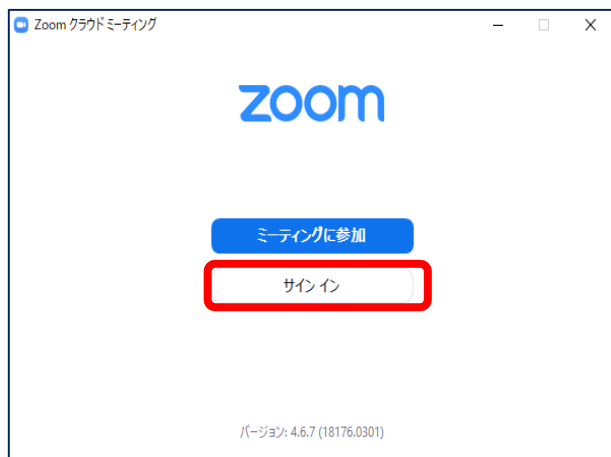 Zoom クラウド ミーティング
zoom
ミーティングに参加
サイン イン
バージョン: 4.6.7 (18176.0301)